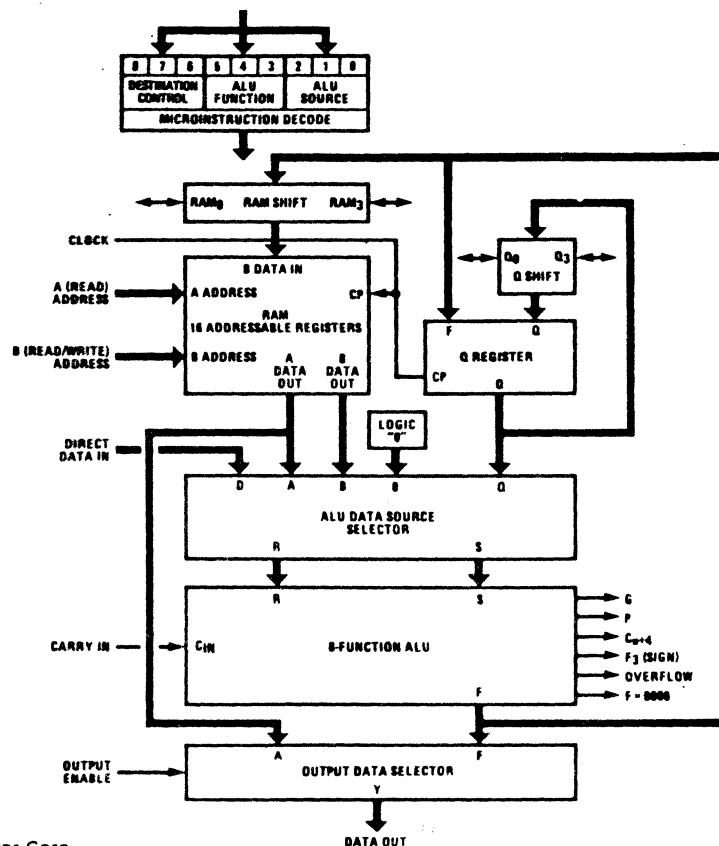 8 7 6 5 4 3 2 1 0
DESTINATION CONTROL
ALU FUNCTION
ALU SOURCE
MICROINSTRUCTION DECODE
RAM0 RAM SHIFT RAM3
CLOCK
Q0 Q3
Q SHIFT
B DATA IN
A (READ) ADDRESS
A ADDRESS
CP
RAM
16 ADDRESSABLE REGISTERS
F Q
Q REGISTER
B (READ/WRITE) ADDRESS
B ADDRESS
A DATA OUT
B DATA OUT
CP
Q
LOGIC "0"
DIRECT DATA IN
D A B 0 Q
ALU DATA SOURCE SELECTOR
R S
R S
G
P
CARRY IN
CIN
8-FUNCTION ALU
Cn+4
F3 (SIGN)
OVERFLOW
F = 0000
F
A F
OUTPUT ENABLE
OUTPUT DATA SELECTOR
Y
DATA OUT